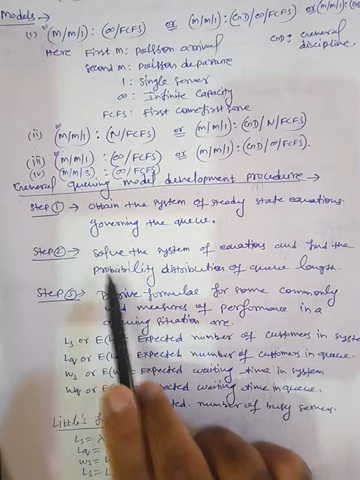 Models →
(i) (M/M/1) : (∞/FCFS) or (M/M/1) : (GD/∞/FCFS) or (M/M/1) :
Here First M : Poisson arrival GD : General
Second M : Poisson departure discipline
1 : Single Server
∞ : Infinite Capacity
FCFS : First come first serve.
(ii) (M/M/1) : (N/FCFS) or (M/M/1) : (GD/N/FCFS)
(iii) (M/M/1) : (∞/FCFS) or (M/M/1) : (GD/∞/FCFS).
(iv) (M/M/S) : (∞/FCFS)
General queuing model development procedure →
Step ① → Obtain the system of steady state equations
governing the queue.
Step ② → Solve the system of equations and find the
probability distribution of queue length.
Step ③ → formulae for some commonly
measures of performance in a
situation are.
Ls or Expected number of customers in system
Lq or Expected number of customers in queue.
Ws or Expected waiting time in system
Wq or waiting time in queue.
number of busy server.
Little's
Ls = λ
Lq =
Ws =
Ls =